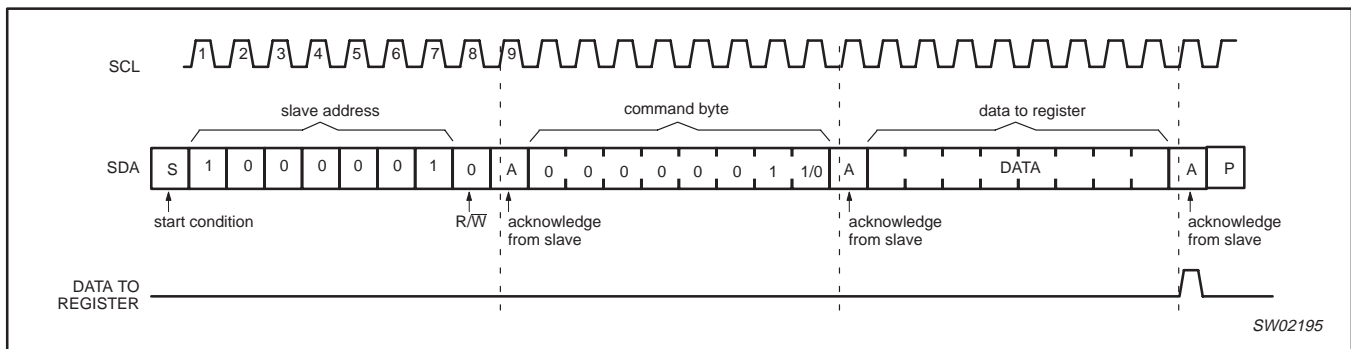 SCL 1 2 3 4 5 6 7 8 9
slave address command byte data to register
SDA S 1 0 0 0 0 0 1 0 A 0 0 0 0 0 0 1 1/0 A DATA A P
start condition R/W̅ acknowledge from slave acknowledge from slave acknowledge from slave
DATA TO
REGISTER
SW02195